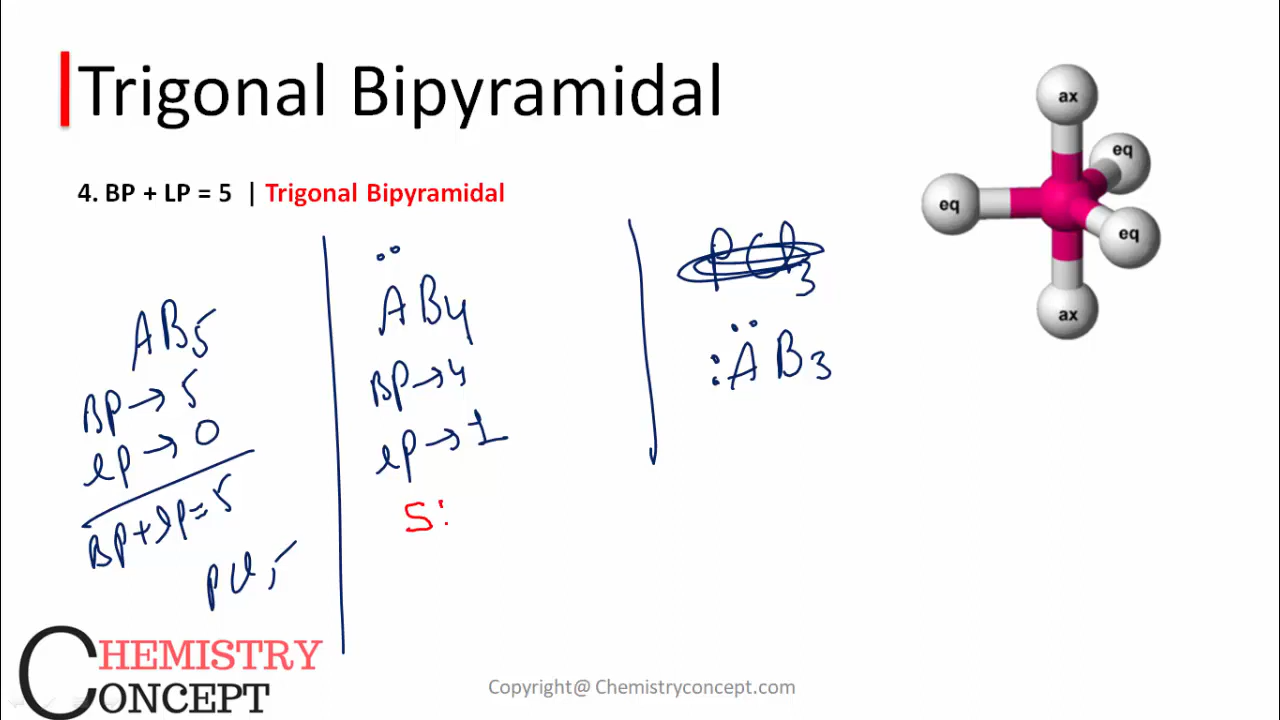 Trigonal Bipyramidal
4. BP + LP = 5 | Trigonal Bipyramidal
AB5
BP → 5
lp → 0
BP+lp=5
PCl5
AB4
BP → 4
lp → 1
S
PCl3
:AB3
ax
eq
eq
eq
ax
CHEMISTRY
CONCEPT
Copyright@ Chemistryconcept.com